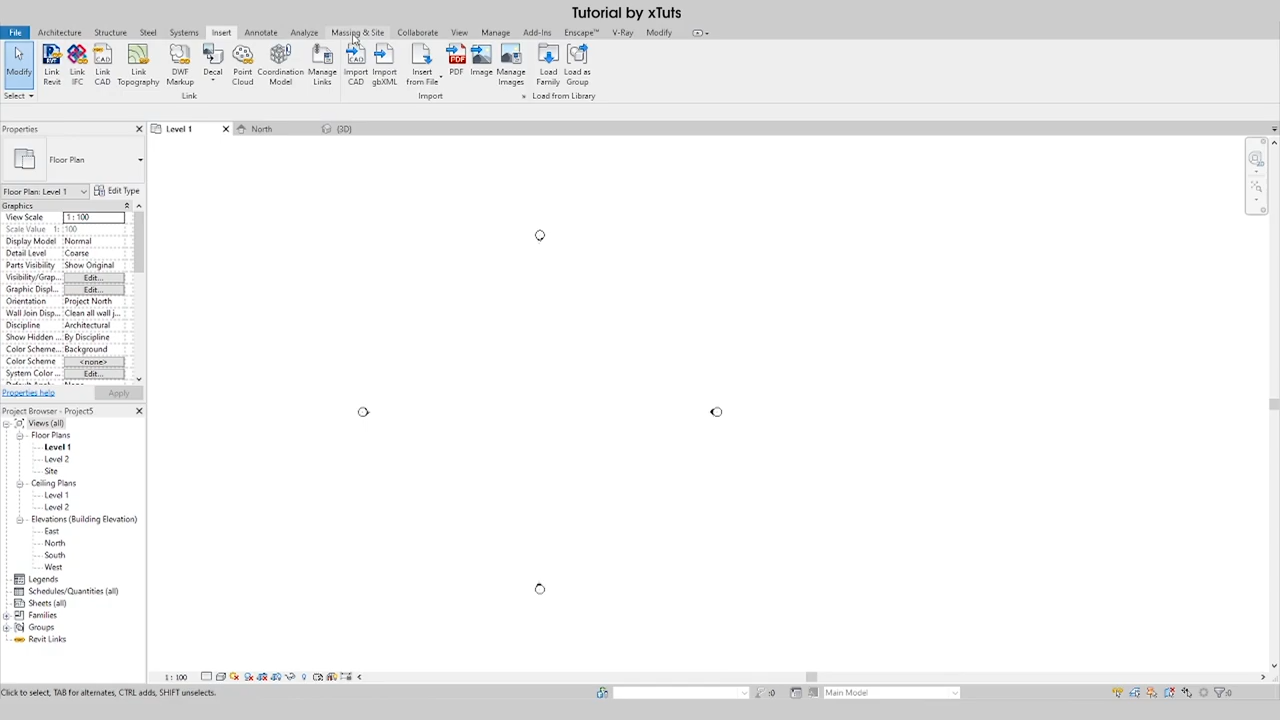 Tutorial by xTuts
File Architecture Structure Steel Systems Insert Annotate Analyze Massing & Site Collaborate View Manage Add-Ins Enscape™ V-Ray Modify
Modify Link Revit Link IFC Link CAD Link Topography DWF Markup Decal Point Cloud Coordination Model Manage Links Import CAD Import gbXML Insert from File PDF Image Manage Images Load Family Load as Group
Select Link Import Load from Library
Properties
Level 1 North {3D}
Floor Plan
Floor Plan: Level 1 Edit Type
Graphics
View Scale 1 : 100
Scale Value 1: 100
Display Model Normal
Detail Level Coarse
Parts Visibility Show Original
Visibility/Grap... Edit...
Graphic Displ... Edit...
Orientation Project North
Wall Join Disp... Clean all wall j...
Discipline Architectural
Show Hidden ... By Discipline
Color Scheme... Background
Color Scheme <none>
System Color ... Edit...
Properties help Apply
Project Browser - Project5
Views (all)
Floor Plans
Level 1
Level 2
Site
Ceiling Plans
Level 1
Level 2
Elevations (Building Elevation)
East
North
South
West
Legends
Schedules/Quantities (all)
Sheets (all)
Families
Groups
Revit Links
1 : 100
Click to select, TAB for alternates, CTRL adds, SHIFT unselects. :0 Main Model :0